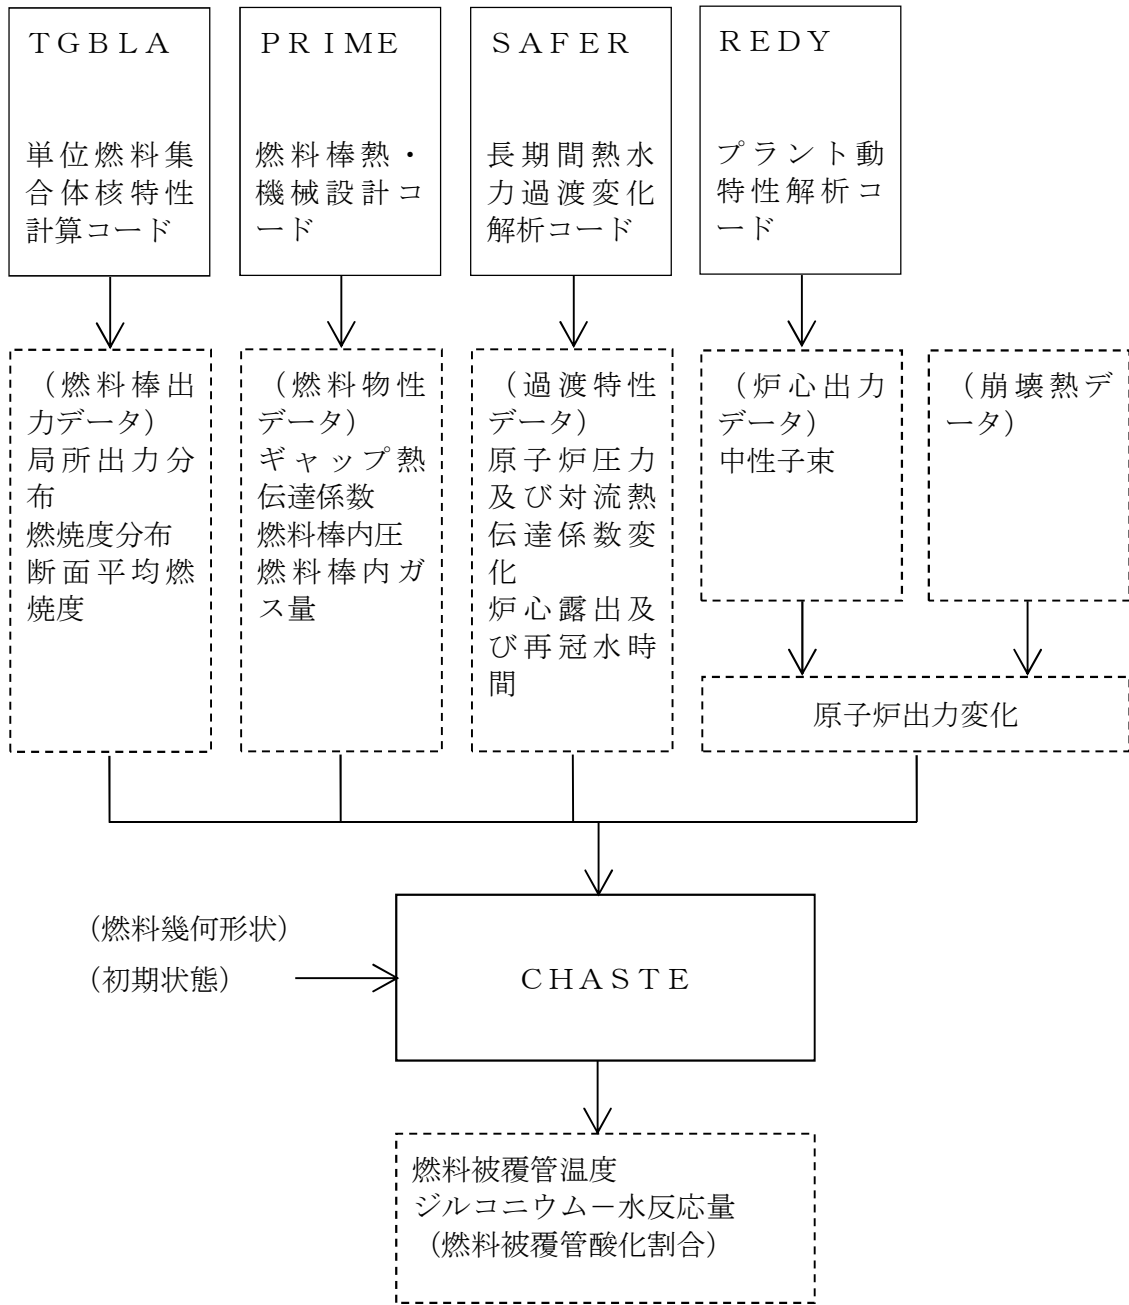 ＴＧＢＬＡ
単位燃料集
合体核特性
計算コード
ＰＲＩＭＥ
燃料棒熱・
機械設計コ
ード
ＳＡＦＥＲ
長期間熱水
力過渡変化
解析コード
ＲＥＤＹ
プラント動
特性解析コ
ード
（燃料棒出
力データ）
局所出力分
布
燃焼度分布
断面平均燃
焼度
（燃料物性
データ）
ギャップ熱
伝達係数
燃料棒内圧
燃料棒内ガ
ス量
（過渡特性
データ）
原子炉圧力
及び対流熱
伝達係数変
化
炉心露出及
び再冠水時
間
（炉心出力
データ）
中性子束
（崩壊熱デ
ータ）
原子炉出力変化
（燃料幾何形状）
（初期状態）
ＣＨＡＳＴＥ
燃料被覆管温度
ジルコニウム－水反応量
（燃料被覆管酸化割合）